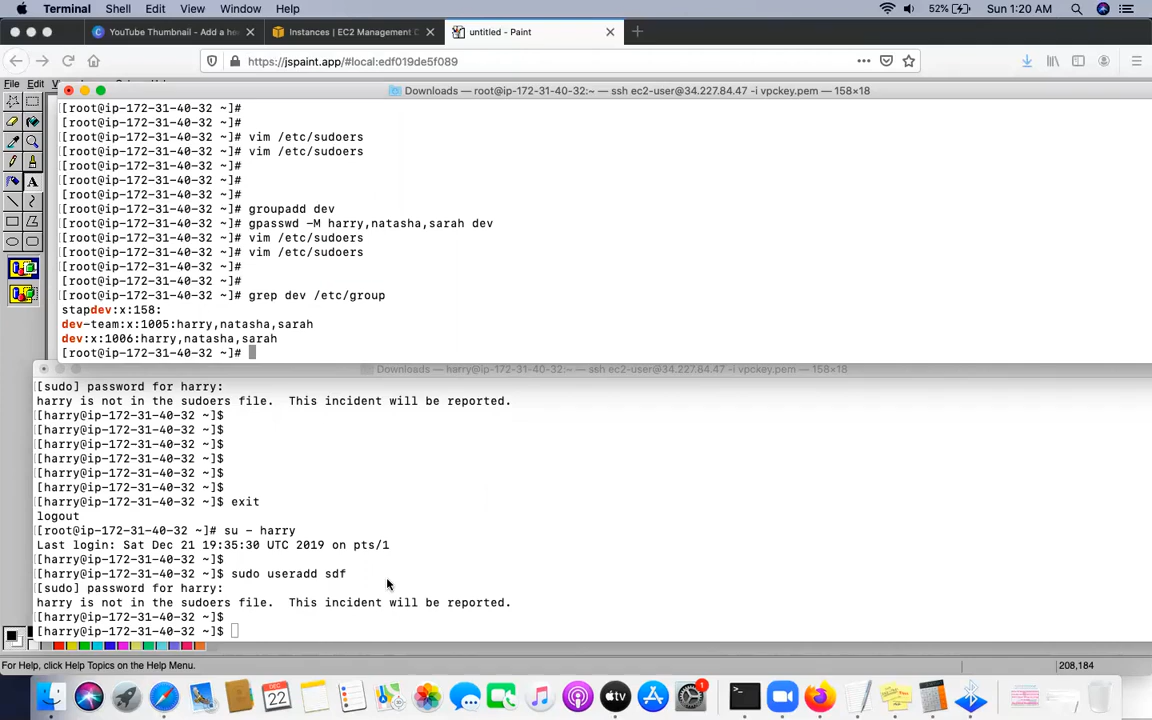 Terminal Shell Edit View Window Help 52% Sun 1:20 AM
YouTube Thumbnail - Add a he Instances | EC2 Management C untitled - Paint
https://jspaint.app/#local:edf019de5f089
File Edit
Downloads — root@ip-172-31-40-32:~ — ssh ec2-user@34.227.84.47 -i vpckey.pem — 158×18
[root@ip-172-31-40-32 ~]#
[root@ip-172-31-40-32 ~]#
[root@ip-172-31-40-32 ~]# vim /etc/sudoers
[root@ip-172-31-40-32 ~]# vim /etc/sudoers
[root@ip-172-31-40-32 ~]#
[root@ip-172-31-40-32 ~]#
[root@ip-172-31-40-32 ~]#
[root@ip-172-31-40-32 ~]# groupadd dev
[root@ip-172-31-40-32 ~]# gpasswd -M harry,natasha,sarah dev
[root@ip-172-31-40-32 ~]# vim /etc/sudoers
[root@ip-172-31-40-32 ~]# vim /etc/sudoers
[root@ip-172-31-40-32 ~]#
[root@ip-172-31-40-32 ~]#
[root@ip-172-31-40-32 ~]# grep dev /etc/group
stapdev:x:158:
dev-team:x:1005:harry,natasha,sarah
dev:x:1006:harry,natasha,sarah
[root@ip-172-31-40-32 ~]#
Downloads — harry@ip-172-31-40-32:~ — ssh ec2-user@34.227.84.47 -i vpckey.pem — 158×18
[sudo] password for harry:
harry is not in the sudoers file.  This incident will be reported.
[harry@ip-172-31-40-32 ~]$
[harry@ip-172-31-40-32 ~]$
[harry@ip-172-31-40-32 ~]$
[harry@ip-172-31-40-32 ~]$
[harry@ip-172-31-40-32 ~]$
[harry@ip-172-31-40-32 ~]$
[harry@ip-172-31-40-32 ~]$ exit
logout
[root@ip-172-31-40-32 ~]# su - harry
Last login: Sat Dec 21 19:35:30 UTC 2019 on pts/1
[harry@ip-172-31-40-32 ~]$
[harry@ip-172-31-40-32 ~]$ sudo useradd sdf
[sudo] password for harry:
harry is not in the sudoers file.  This incident will be reported.
[harry@ip-172-31-40-32 ~]$
[harry@ip-172-31-40-32 ~]$
For Help, click Help Topics on the Help Menu. 208,184
DEC 22 tv 1